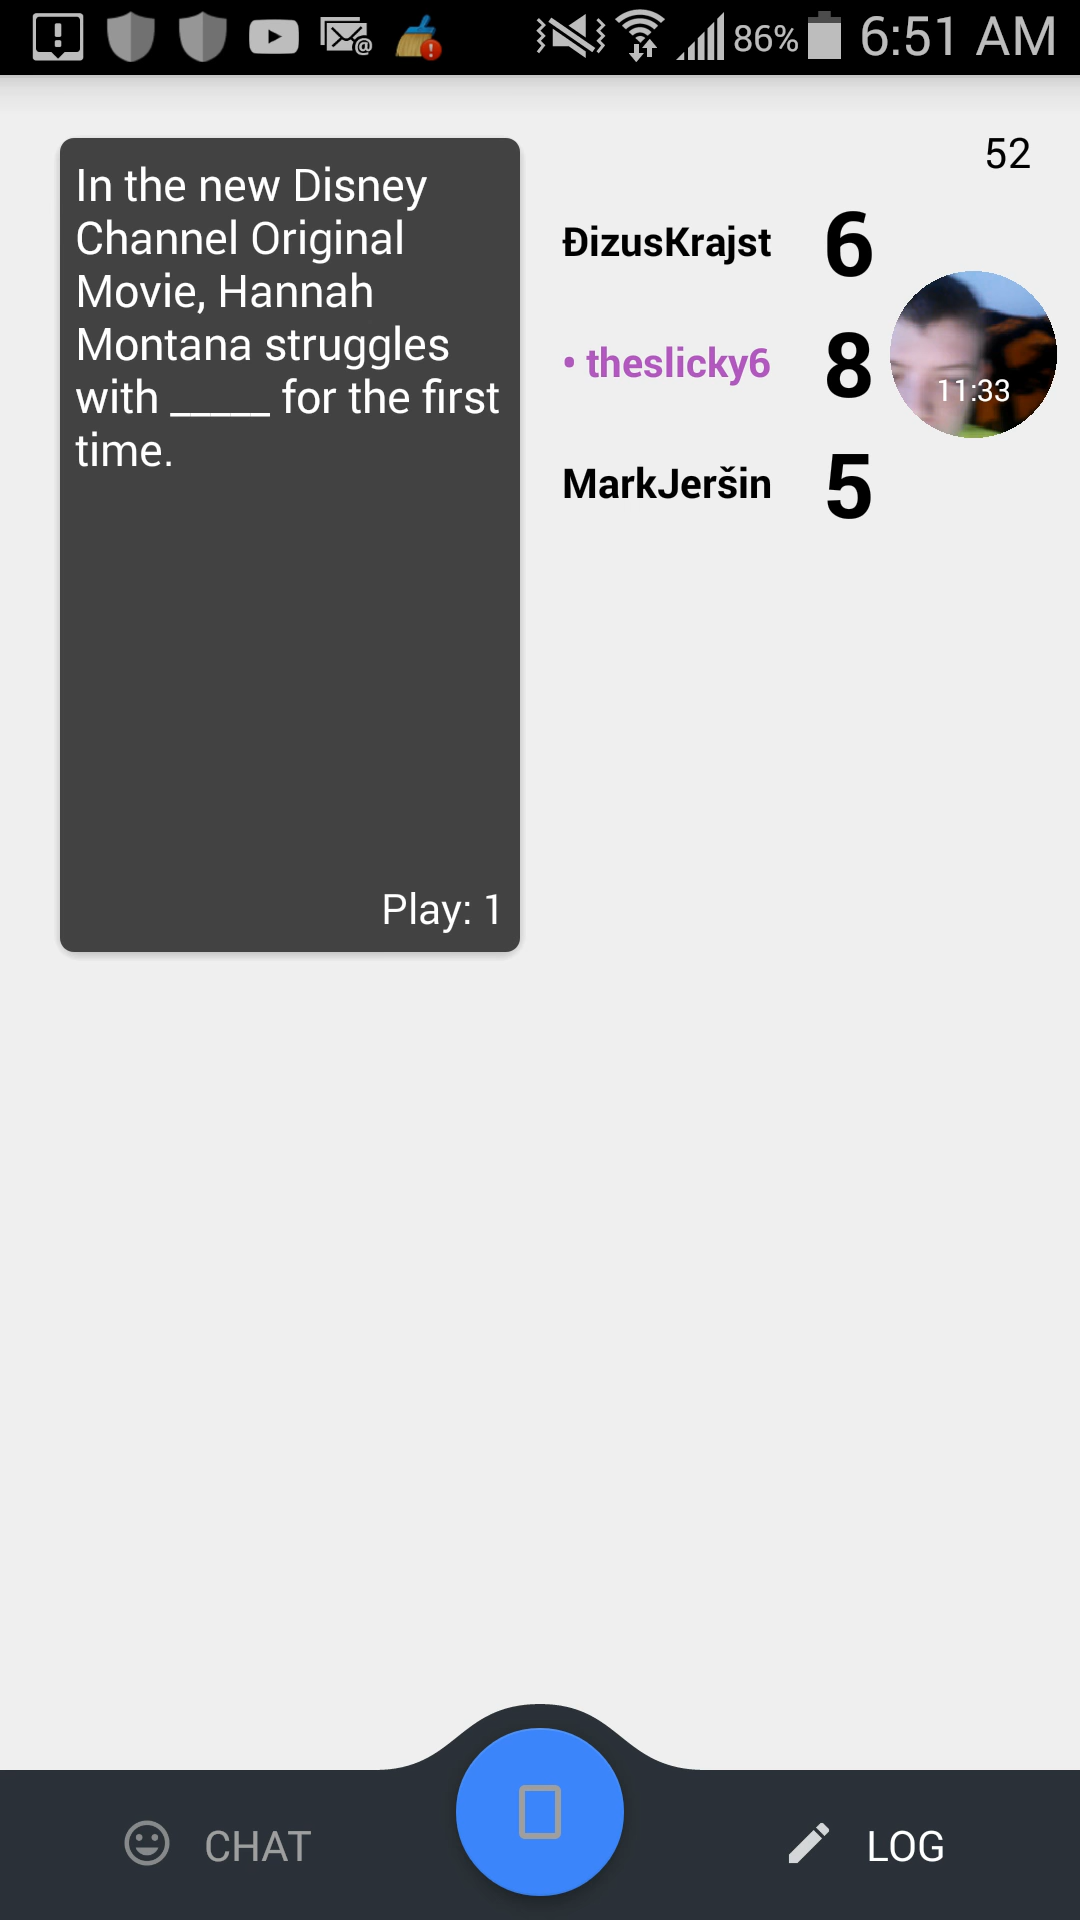 86% 6:51 AM
In the new Disney
Channel Original
Movie, Hannah
Montana struggles
with _____ for the first
time.
Play: 1
52
ĐizusKrajst 6
• theslicky6 8
11:33
MarkJeršin 5
CHAT
LOG